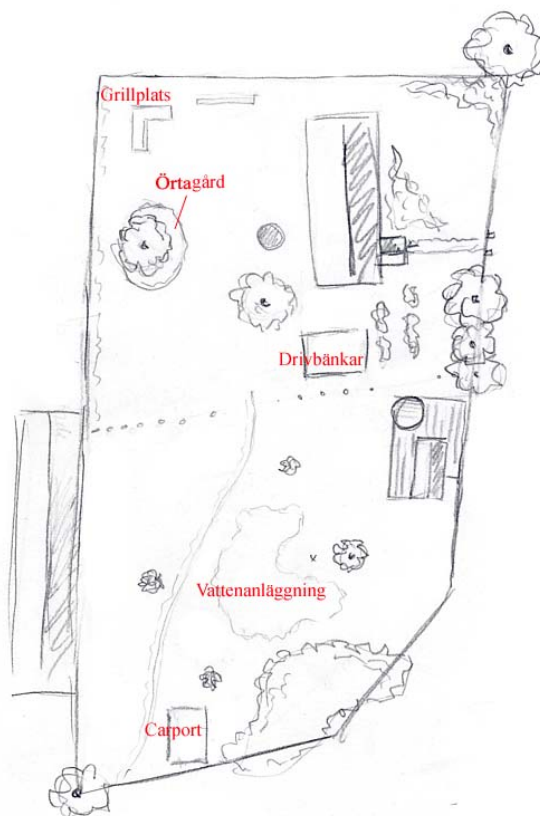 Grillplats
Örtagård
Drivbänkar
Vattenanläggning
Carport